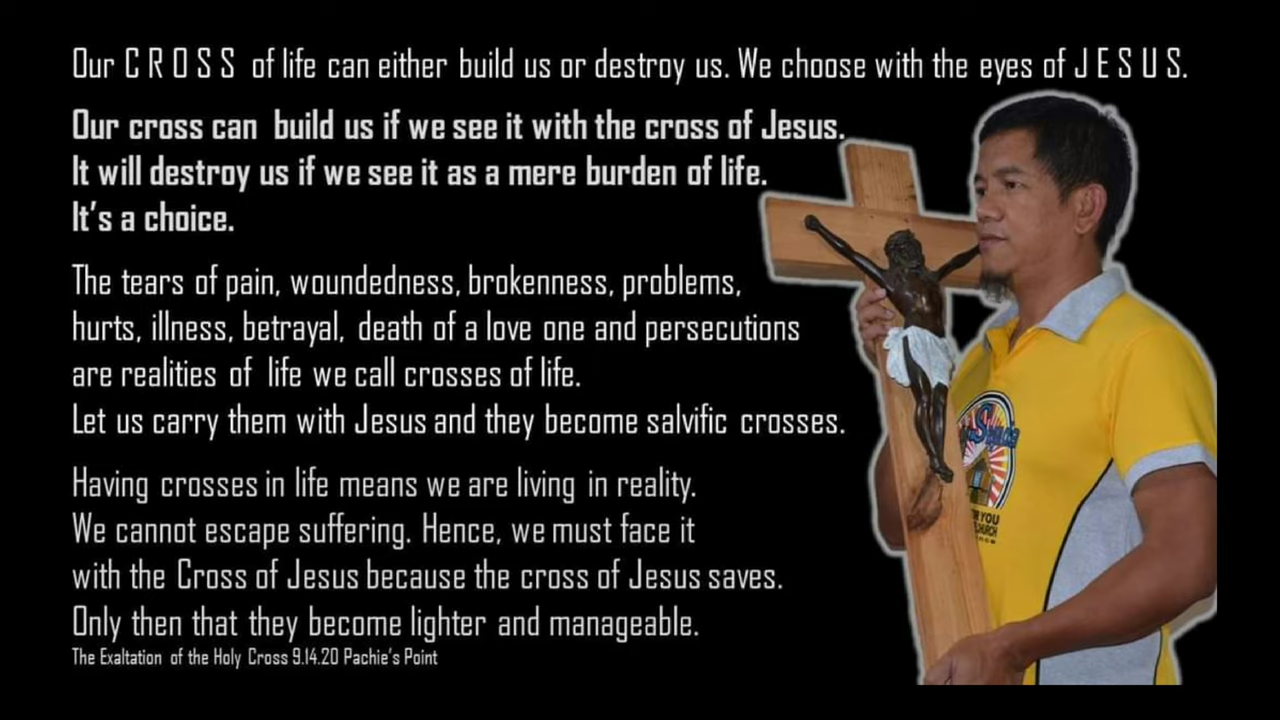 Our CROSS of life can either build us or destroy us. We choose with the eyes of JESUS.
Our cross can build us if we see it with the cross of Jesus.
It will destroy us if we see it as a mere burden of life.
It's a choice.
The tears of pain, woundedness, brokenness, problems,
hurts, illness, betrayal, death of a love one and persecutions
are realities of life we call crosses of life.
Let us carry them with Jesus and they become salvific crosses.
Having crosses in life means we are living in reality.
We cannot escape suffering. Hence, we must face it
with the Cross of Jesus because the cross of Jesus saves.
Only then that they become lighter and manageable.
The Exaltation of the Holy Cross 9.14.20 Pachie's Point
YOU
CHURCH